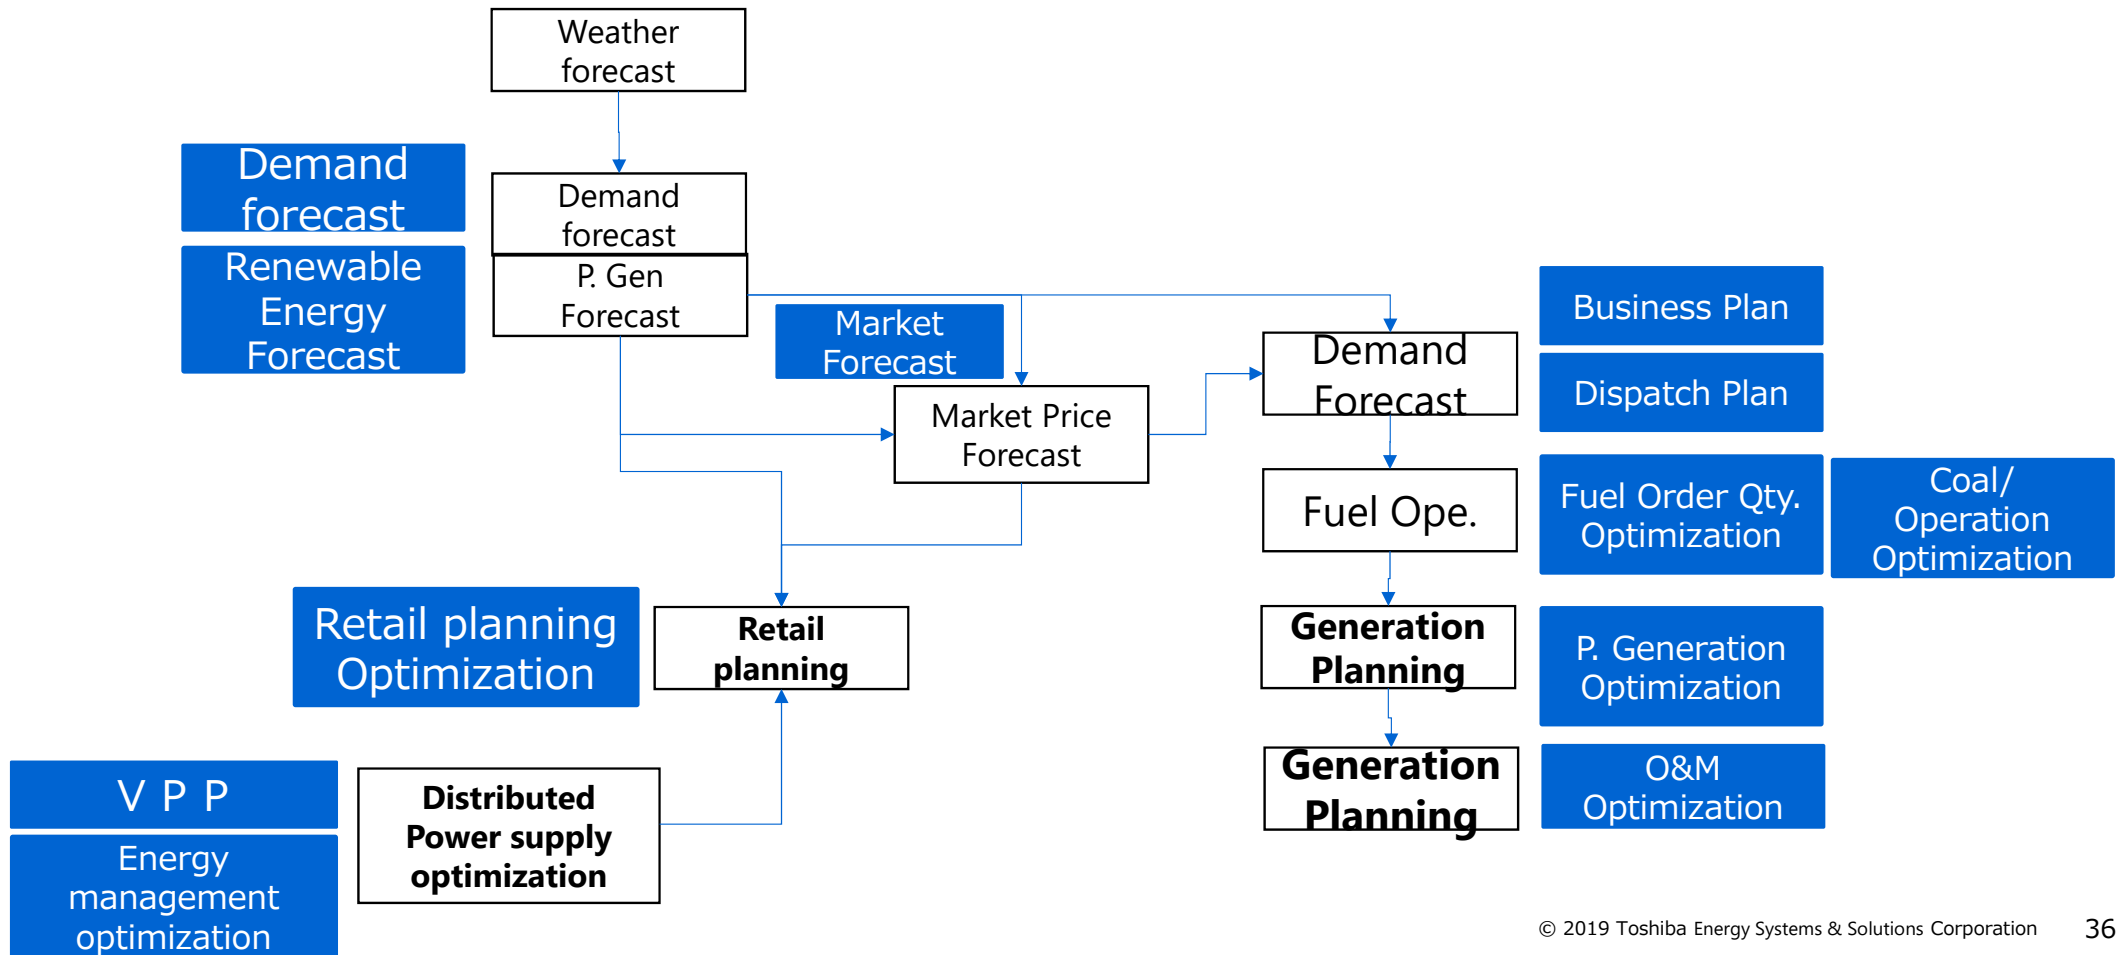 Weather
forecast
Demand
forecast
Demand
forecast
Renewable
Energy
Forecast
P. Gen
Forecast
Market
Forecast
Market Price
Forecast
Demand
Forecast
Business Plan
Dispatch Plan
Fuel Ope.
Fuel Order Qty.
Optimization
Coal/
Operation
Optimization
Retail planning
Optimization
Retail
planning
Generation
Planning
P. Generation
Optimization
Generation
Planning
O&M
Optimization
V P P
Energy
management
optimization
Distributed
Power supply
optimization
© 2019 Toshiba Energy Systems & Solutions Corporation 36